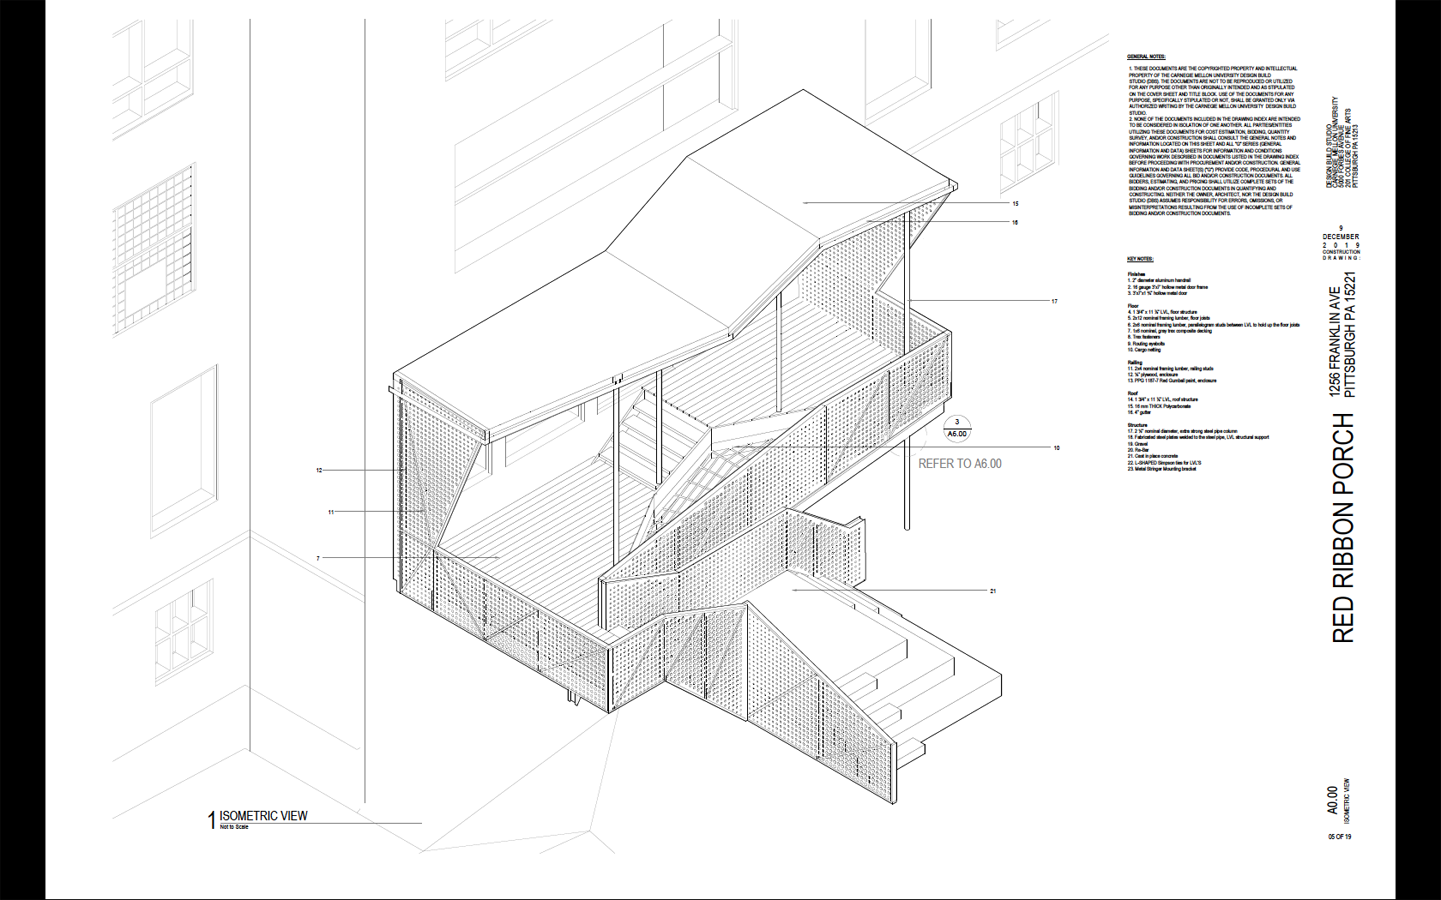 GENERAL NOTES:
1. THESE DOCUMENTS ARE THE COPYRIGHTED PROPERTY AND INTELLECTUAL
PROPERTY OF THE CARNEGIE MELLON UNIVERSITY DESIGN BUILD
STUDIO (DBS). THE DOCUMENTS ARE NOT TO BE REPRODUCED OR UTILIZED
FOR ANY PURPOSE OTHER THAN ORIGINALLY INTENDED AND AS STIPULATED
ON THE COVER SHEET AND TITLE BLOCK. USE OF THE DOCUMENTS FOR ANY
PURPOSE, SPECIFICALLY STIPULATED OR NOT, SHALL BE GRANTED ONLY VIA
AUTHORIZED WRITING BY THE CARNEGIE MELLON UNIVERSITY DESIGN BUILD
STUDIO.
2. NONE OF THE DOCUMENTS INCLUDED IN THE DRAWING INDEX ARE INTENDED
TO BE CONSIDERED IN ISOLATION OF ONE ANOTHER. ALL PARTIES/ENTITIES
UTILIZING THESE DOCUMENTS FOR COST ESTIMATION, BIDDING, QUANTITY
SURVEY, AND/OR CONSTRUCTION SHALL CONSULT THE GENERAL NOTES AND
INFORMATION LOCATED ON THIS SHEET AND ALL "G" SERIES (GENERAL
INFORMATION AND DATA) SHEETS FOR INFORMATION AND CONDITIONS
GOVERNING WORK DESCRIBED IN DOCUMENTS LISTED IN THE DRAWING INDEX
BEFORE PROCEEDING WITH PROCUREMENT AND/OR CONSTRUCTION. GENERAL
INFORMATION AND DATA SHEET(S) ("G") PROVIDE CODE, PROCEDURAL AND USE
GUIDELINES GOVERNING ALL BID AND/OR CONSTRUCTION DOCUMENTS. ALL
BIDDERS, ESTIMATING, AND PRICING SHALL UTILIZE COMPLETE SETS OF THE
BIDDING AND/OR CONSTRUCTION DOCUMENTS IN QUANTIFYING AND
CONSTRUCTING. NEITHER THE OWNER, ARCHITECT, NOR THE DESIGN BUILD
STUDIO (DBS) ASSUMES RESPONSIBILITY FOR ERRORS, OMISSIONS, OR
MISINTERPRETATIONS RESULTING FROM THE USE OF INCOMPLETE SETS OF
BIDDING AND/OR CONSTRUCTION DOCUMENTS.
KEY NOTES:
Finishes
1. 2" diameter aluminum handrail
2. 16 gauge 3'x7' hollow metal door frame
3. 3'x7'x1 ¾" hollow metal door
Floor
4. 1 3/4" x 11 ⅞" LVL, floor structure
5. 2x12 nominal framing lumber, floor joists
6. 2x6 nominal framing lumber, parallelogram studs between LVL to hold up the floor joists
7. 1x6 nominal, grey trex composite decking
8. Trex fasteners
9. Routing eyebolts
10. Cargo netting
Railing
11. 2x4 nominal framing lumber, railing studs
12. ½" plywood, enclosure
13. PPG 1187-7 Red Gumball paint, enclosure
Roof
14. 1 3/4" x 11 ⅞" LVL, roof structure
15. 16 mm THICK Polycarbonate
16. 4" gutter
Structure
17. 2 ½" nominal diameter, extra strong steel pipe column
18. Fabricated steel plates welded to the steel pipe, LVL structural support
19. Gravel
20. Re-Bar
21. Cast in place concrete
22. L-SHAPED Simpson ties for LVL'S
23. Metal Stringer Mounting bracket
DESIGN BUILD STUDIO
CARNEGIE MELLON UNIVERSITY
5000 FORBES AVENUE
201 COLLEGE OF FINE ARTS
PITTSBURGH PA 15213
9
DECEMBER
2 0 1 9
CONSTRUCTION
DRAWING:
1256 FRANKLIN AVE
PITTSBURGH PA 15221
RED RIBBON PORCH
A0.00
ISOMETRIC VIEW
05 OF 19
15
16
17
3
A6.00
10
REFER TO A6.00
12
11
7
21
1 ISOMETRIC VIEW
Not to Scale